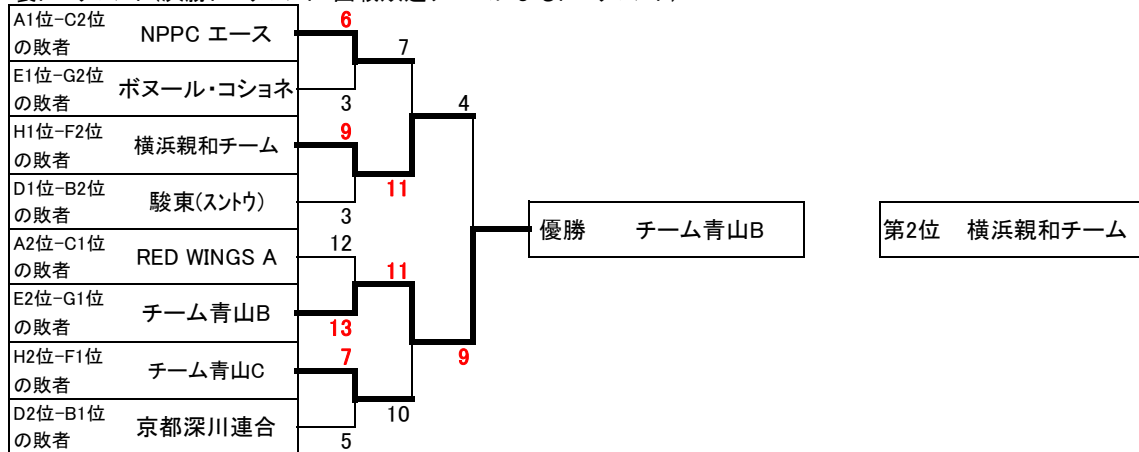 A1位-C2位
の敗者
NPPC エース
6
7
E1位-G2位
の敗者
ボヌール・コショネ
3
4
H1位-F2位
の敗者
横浜親和チーム
9
11
D1位-B2位
の敗者
駿東(スントウ)
3
優勝 チーム青山B
第2位 横浜親和チーム
A2位-C1位
の敗者
RED WINGS A
12
11
E2位-G1位
の敗者
チーム青山B
13
9
H2位-F1位
の敗者
チーム青山C
7
10
D2位-B1位
の敗者
京都深川連合
5